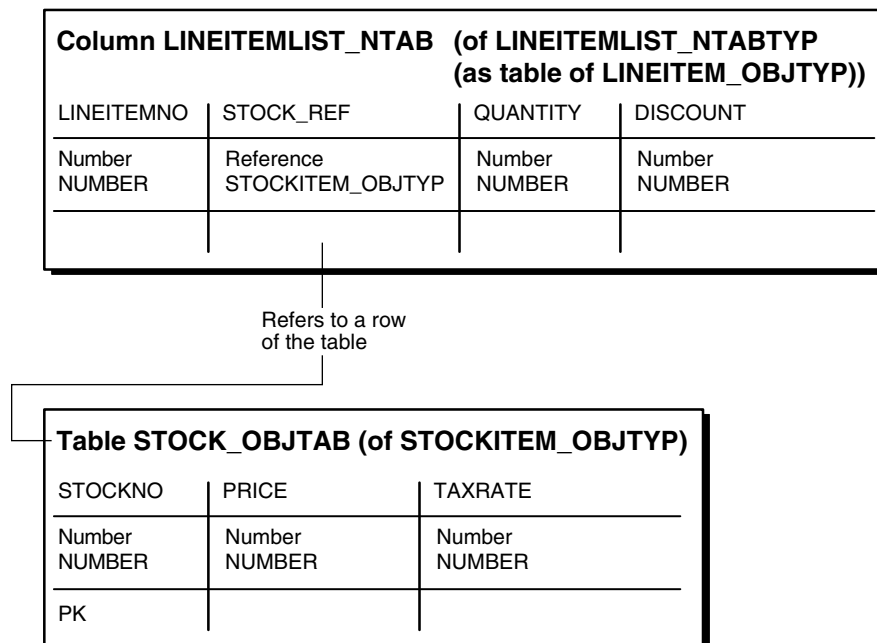 Column LINEITEMLIST_NTAB (of LINEITEMLIST_NTABTYP
(as table of LINEITEM_OBJTYP))
LINEITEMNO STOCK_REF QUANTITY DISCOUNT
Number Reference Number Number
NUMBER STOCKITEM_OBJTYP NUMBER NUMBER
Refers to a row
of the table
Table STOCK_OBJTAB (of STOCKITEM_OBJTYP)
STOCKNO PRICE TAXRATE
Number Number Number
NUMBER NUMBER NUMBER
PK